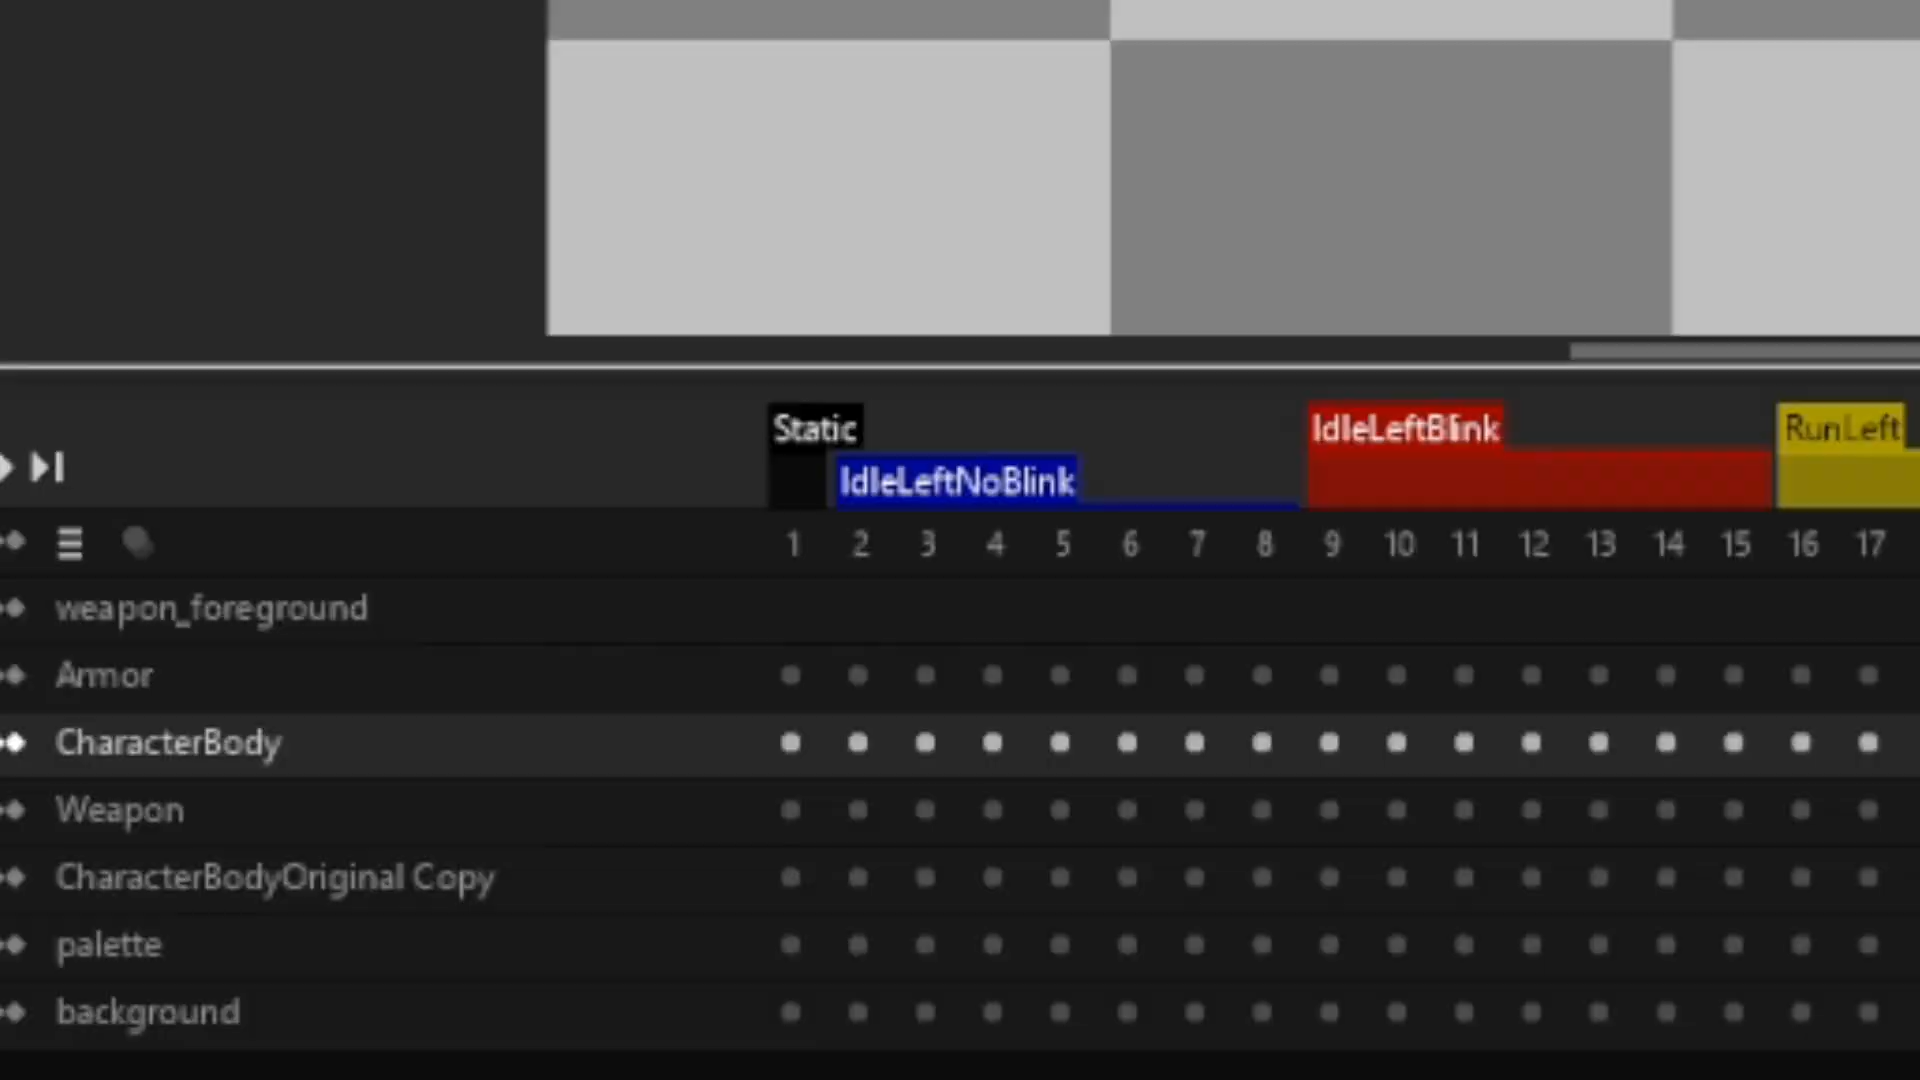 Static
IdleLeftBlink
RunLeft
IdleLeftNoBlink
1 2 3 4 5 6 7 8 9 10 11 12 13 14 15 16 17
weapon_foreground
Armor
CharacterBody
Weapon
CharacterBodyOriginal Copy
palette
background